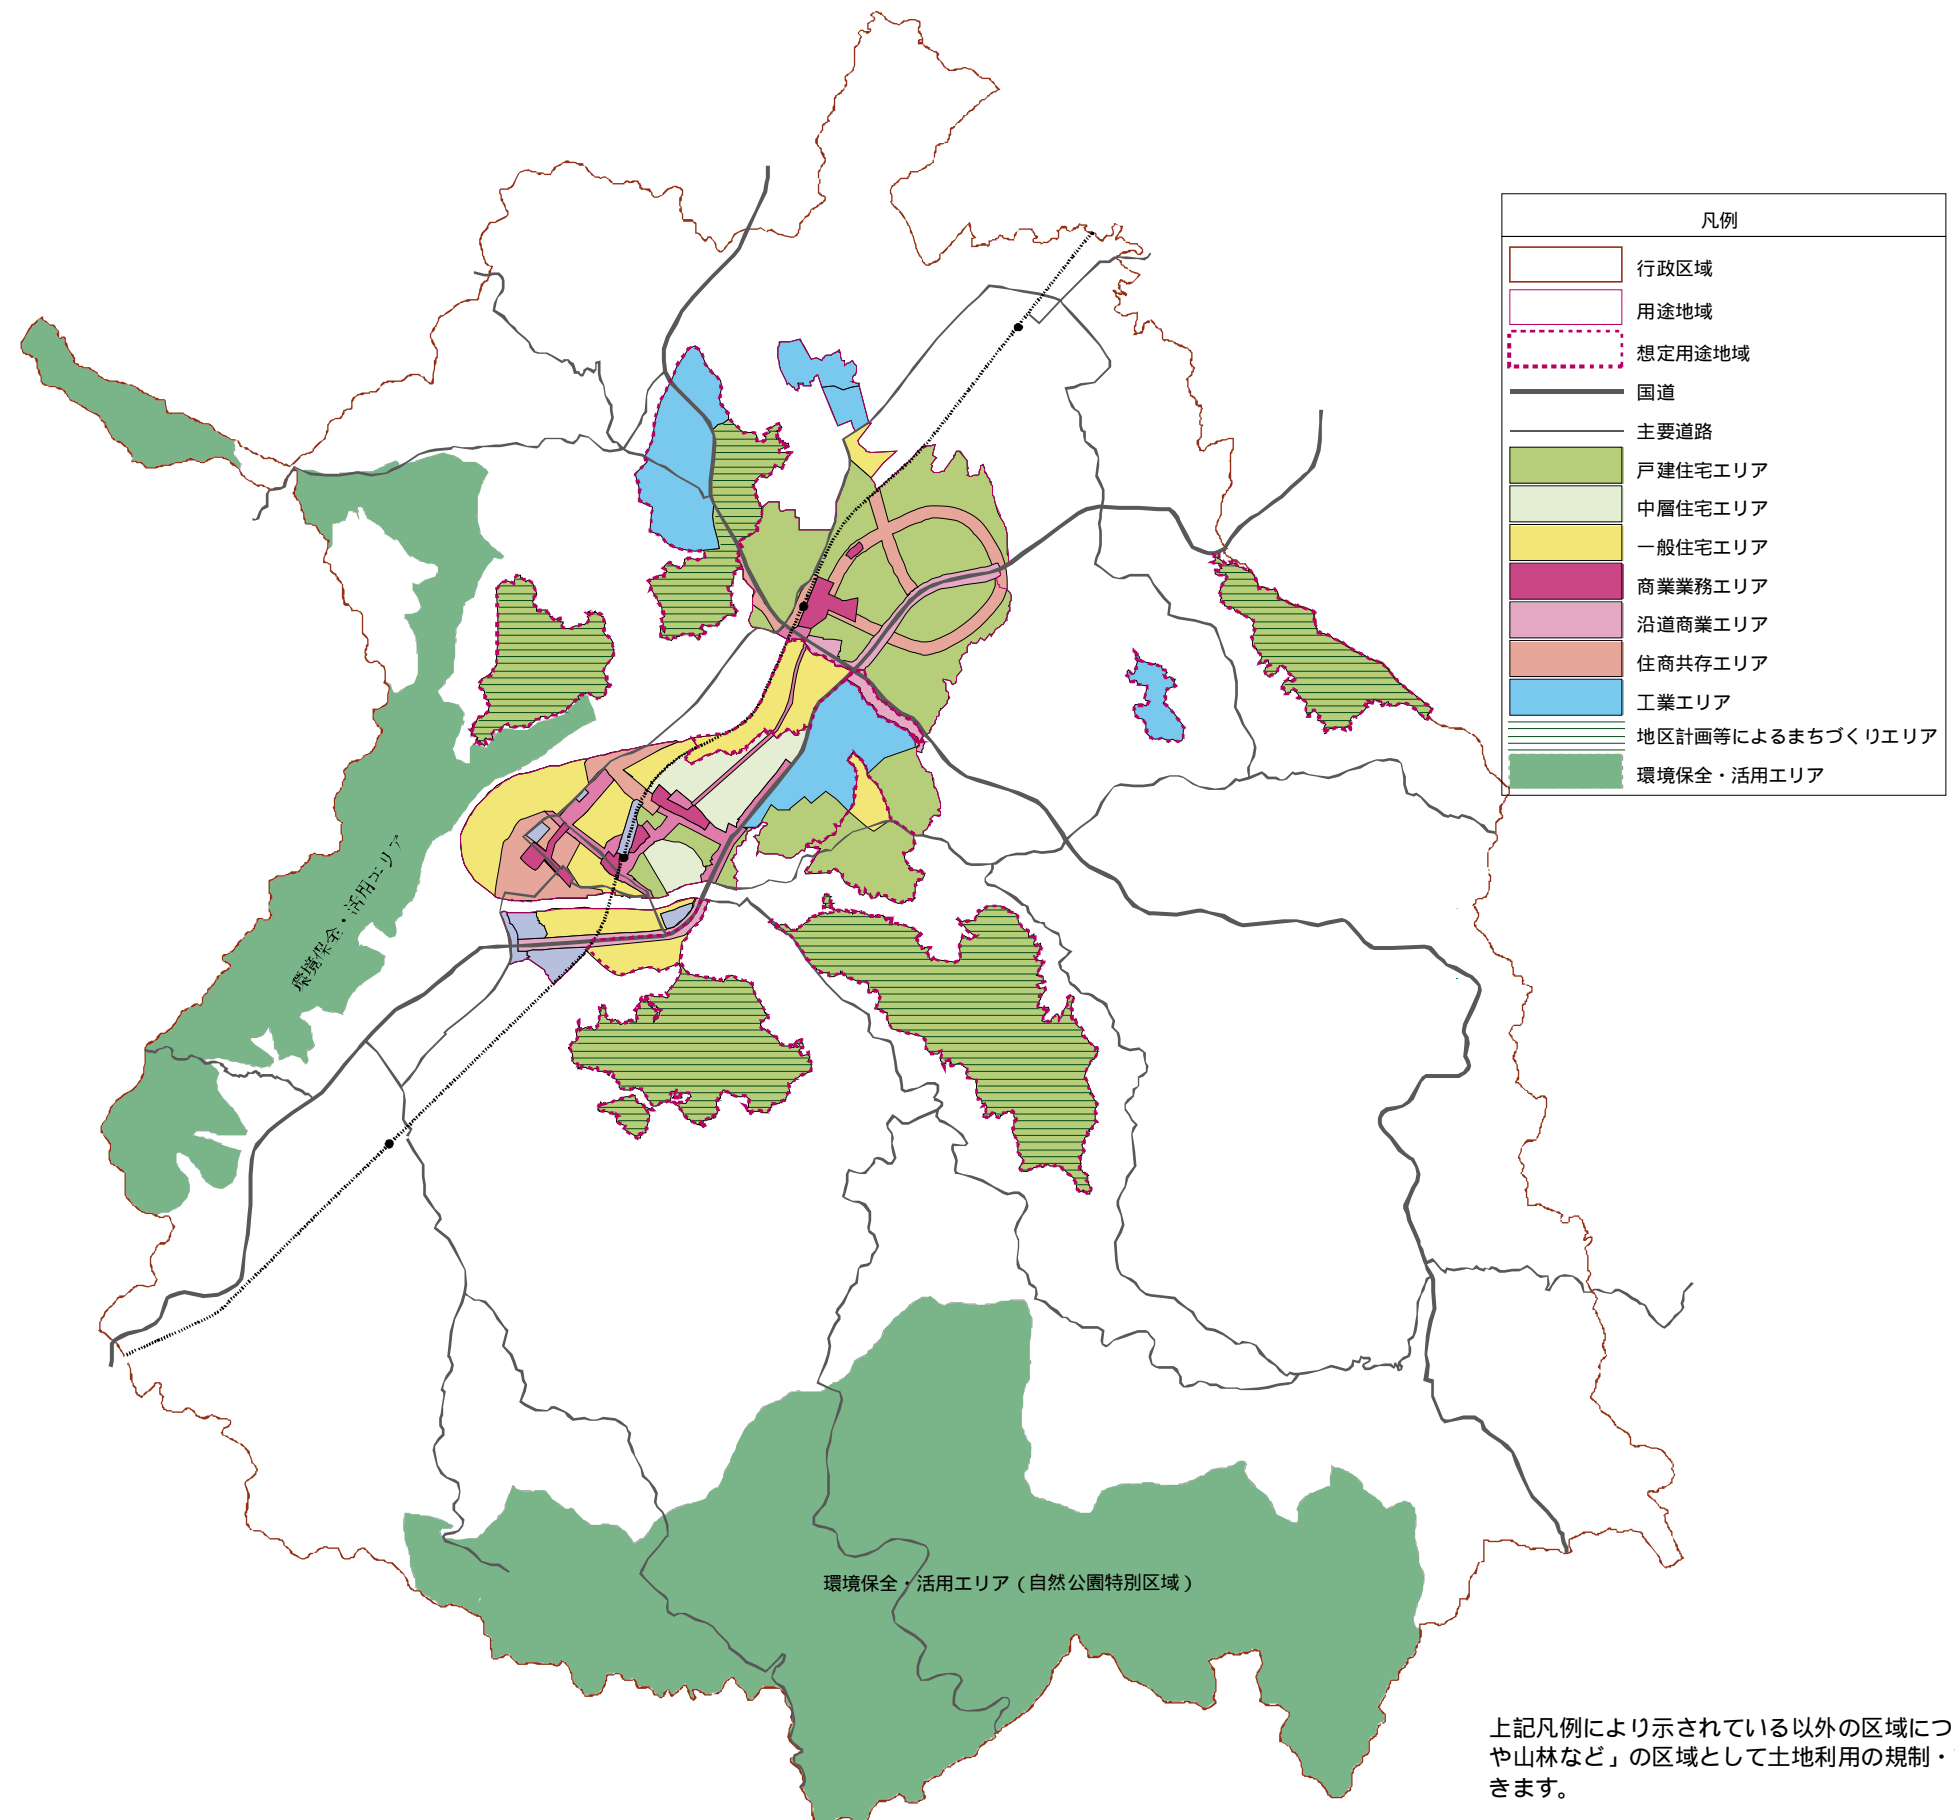 凡例
行政区域
用途地域
想定用途地域
国道
主要道路
戸建住宅エリア
中層住宅エリア
一般住宅エリア
商業業務エリア
沿道商業エリア
住商共存エリア
工業エリア
地区計画等によるまちづくりエリア
環境保全・活用エリア
環境保全・活用エリア
環境保全・活用エリア(自然公園特別区域)
上記凡例により示されている以外の区域につ
や山林など」の区域として土地利用の規制・
きます。